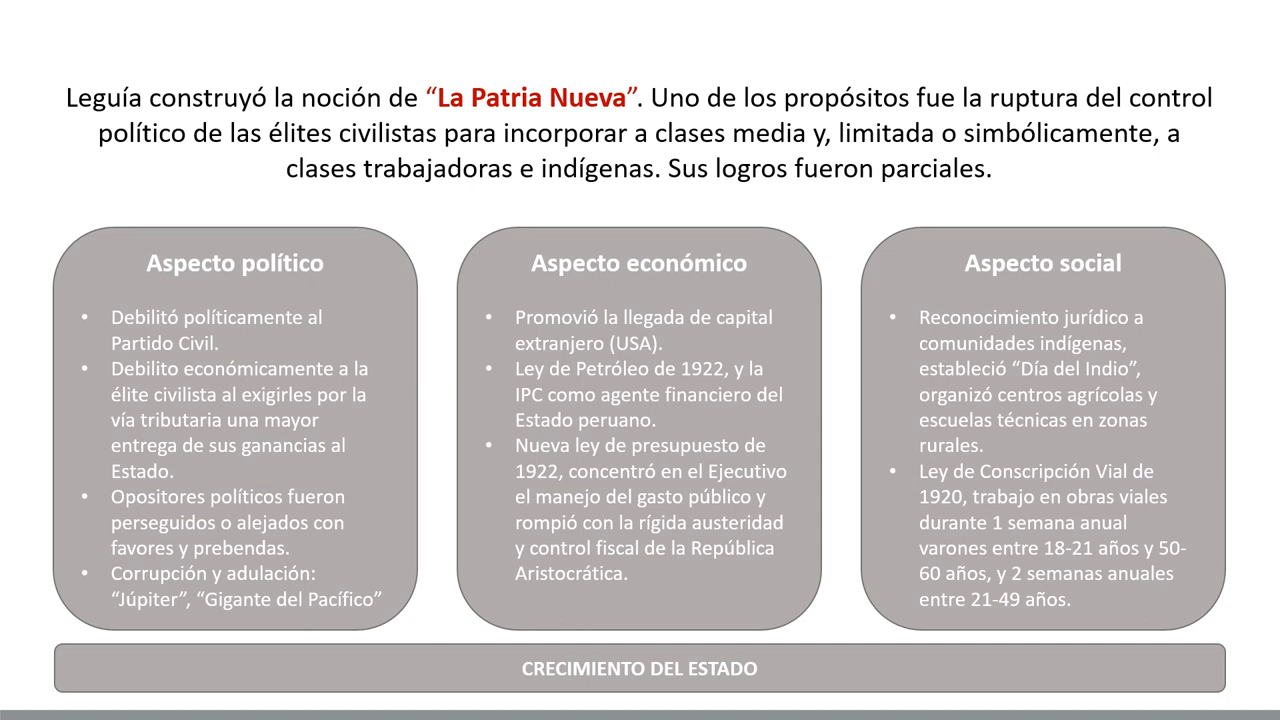 Leguía construyó la noción de “La Patria Nueva”. Uno de los propósitos fue la ruptura del control
político de las élites civilistas para incorporar a clases media y, limitada o simbólicamente, a
clases trabajadoras e indígenas. Sus logros fueron parciales.
Aspecto político
• Debilitó políticamente al
Partido Civil.
• Debilito económicamente a la
élite civilista al exigirles por la
vía tributaria una mayor
entrega de sus ganancias al
Estado.
• Opositores políticos fueron
perseguidos o alejados con
favores y prebendas.
• Corrupción y adulación:
“Júpiter”, “Gigante del Pacífico”
Aspecto económico
• Promovió la llegada de capital
extranjero (USA).
• Ley de Petróleo de 1922, y la
IPC como agente financiero del
Estado peruano.
• Nueva ley de presupuesto de
1922, concentró en el Ejecutivo
el manejo del gasto público y
rompió con la rígida austeridad
y control fiscal de la República
Aristocrática.
Aspecto social
• Reconocimiento jurídico a
comunidades indígenas,
estableció “Día del Indio”,
organizó centros agrícolas y
escuelas técnicas en zonas
rurales.
• Ley de Conscripción Vial de
1920, trabajo en obras viales
durante 1 semana anual
varones entre 18-21 años y 50-
60 años, y 2 semanas anuales
entre 21-49 años.
CRECIMIENTO DEL ESTADO